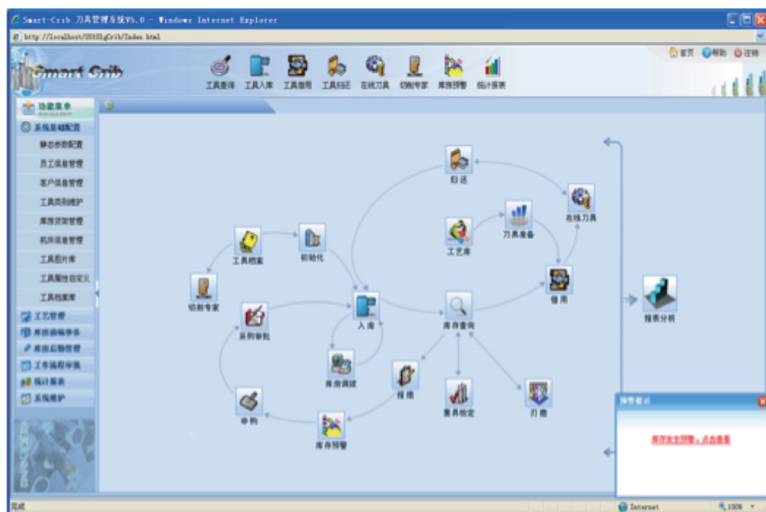 Smart-Crib 刀具管理系统V5.0 - Windows Internet Explorer
http://localhost/2010LgCrib/Index.html
首页 帮助 注销
Smart Crib
工具查询 工具入库 工具借用 工具归还 在线刀具 切削专家 库房预警 统计报表
功能菜单
系统基础配置
静态参数配置
员工信息管理
客户信息管理
工具类别维护
库房货架管理
机床信息管理
工具图片库
工具属性自定义
工具档案库
工艺管理
库房后勤管理
工作流程审批
统计报表
系统维护
归还
在线刀具
刀具准备
工艺库
工具档案
初始化
借用
切削专家
入库
库存查询
报表分析
采购审批
库房调拨
报损
量具检定
刃磨
申购
库存预警
预警提示
库存发生预警，点击查看
完成
Internet
100%